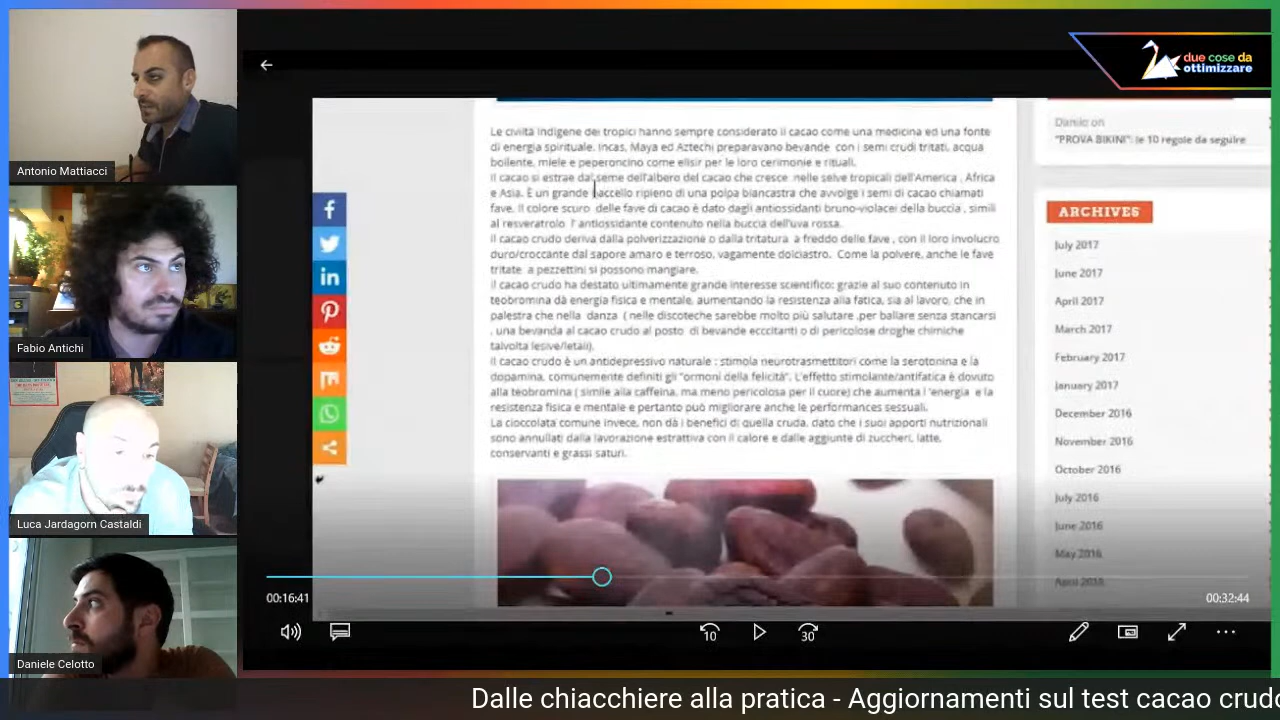 Antonio Mattiacci
Fabio Antichi
Luca Jardagorn Castaldi
Daniele Celotto
due cose da
ottimizzare
Le civiltà indigene dei tropici hanno sempre considerato il cacao come una medicina ed una fonte
di energia spirituale. Incas, Maya ed Aztechi preparavano bevande con i semi crudi tritati, acqua
bollente, miele e peperoncino come elisir per le loro cerimonie e rituali.
Il cacao si estrae dal seme dell'albero del cacao che cresce nelle selve tropicali dell'America , Africa
e Asia. È un grande baccello ripieno di una polpa biancastra che avvolge i semi di cacao chiamati
fave. Il colore scuro delle fave di cacao è dato dagli antiossidanti bruno-violacei della buccia , simili
al resveratrolo l' antiossidante contenuto nella buccia dell'uva rossa.
Il cacao crudo deriva dalla polverizzazione o dalla tritatura a freddo delle fave , con il loro involucro
duro/croccante dal sapore amaro e terroso, vagamente dolciastro. Come la polvere, anche le fave
tritate a pezzettini si possono mangiare.
Il cacao crudo ha destato ultimamente grande interesse scientifico: grazie al suo contenuto in
teobromina dà energia fisica e mentale, aumentando la resistenza alla fatica, sia al lavoro, che in
palestra che nella danza ( nelle discoteche sarebbe molto più salutare ,per ballare senza stancarsi
, una bevanda al cacao crudo al posto di bevande ecccitanti o di pericolose droghe chimiche
talvolta lesive/letali).
Il cacao crudo è un antidepressivo naturale : stimola neurotrasmettitori come la serotonina e la
dopamina, comunemente definiti gli "ormoni della felicità". L'effetto stimolante/antifatica è dovuto
alla teobromina ( simile alla caffeina, ma meno pericolosa per il cuore) che aumenta l 'energia e la
resistenza fisica e mentale e pertanto può migliorare anche le performances sessuali.
La cioccolata comune invece, non dà i benefici di quella cruda, dato che i suoi apporti nutrizionali
sono annullati dalla lavorazione estrattiva con il calore e dalle aggiunte di zuccheri, latte,
conservanti e grassi saturi.
on
"PROVA BIKINI": le 10 regole da seguire
ARCHIVES
July 2017
June 2017
April 2017
March 2017
February 2017
January 2017
December 2016
November 2016
October 2016
July 2016
June 2016
May 2016
April 2016
00:16:41
00:32:44
10
30
Dalle chiacchiere alla pratica - Aggiornamenti sul test cacao crudo